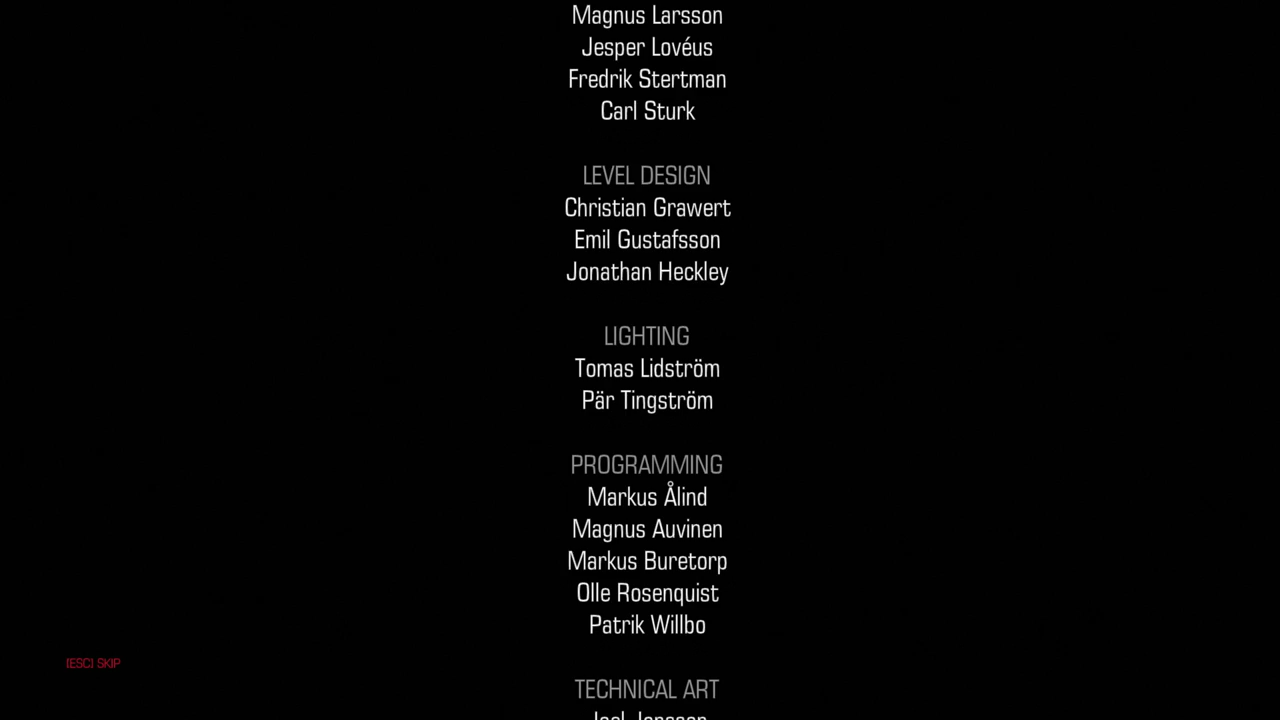 Magnus Larsson
Jesper Lovéus
Fredrik Stertman
Carl Sturk
LEVEL DESIGN
Christian Grawert
Emil Gustafsson
Jonathan Heckley
LIGHTING
Tomas Lidström
Pär Tingström
PROGRAMMING
Markus Ålind
Magnus Auvinen
Markus Buretorp
Olle Rosenquist
Patrik Willbo
[ESC] SKIP
TECHNICAL ART